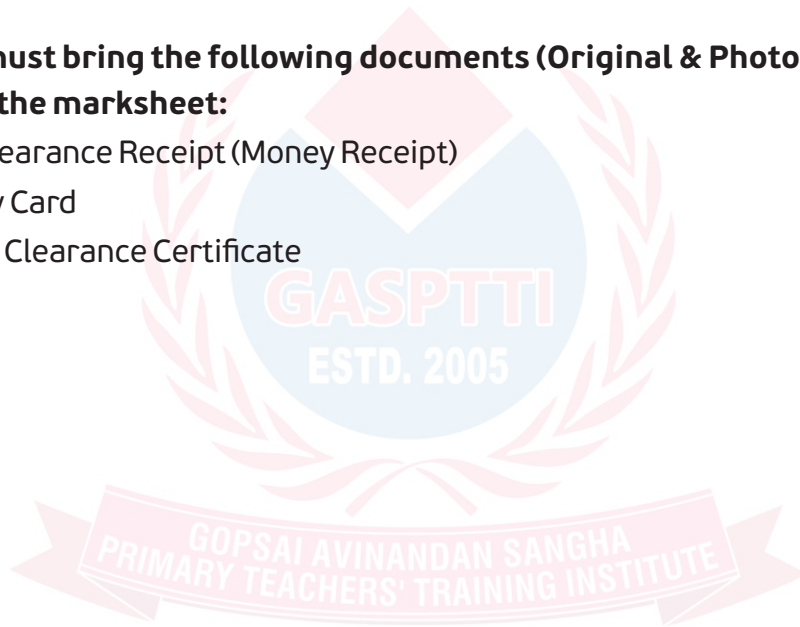 must bring the following documents (Original & Photo
the marksheet:
earance Receipt (Money Receipt)
y Card
Clearance Certificate
GASPTTI
ESTD. 2005
GOPSAI AVINANDAN SANGHA
PRIMARY TEACHERS' TRAINING INSTITUTE